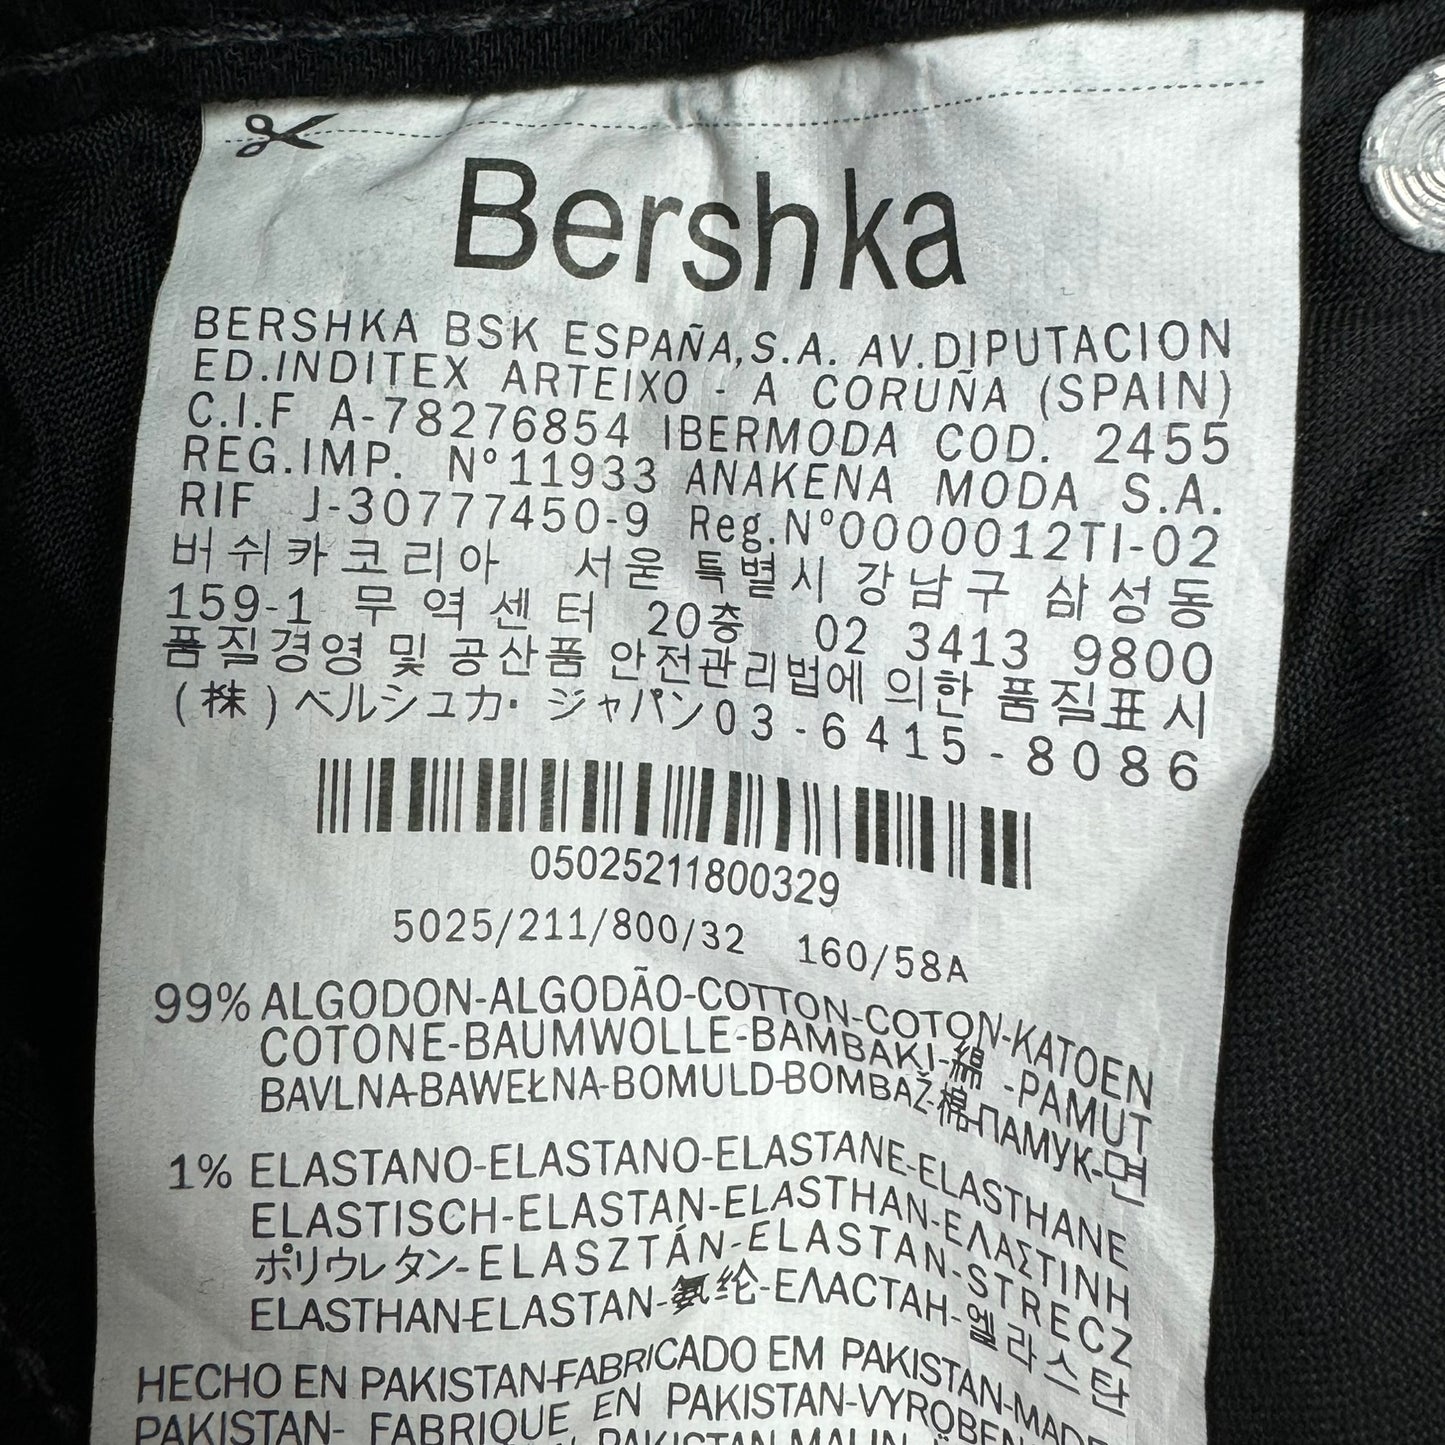 Bershka
BERSHKA BSK ESPAÑA,S.A. AV.DIPUTACION
ED.INDITEX ARTEIXO - A CORUÑA (SPAIN)
C.I.F A-78276854 IBERMODA COD. 2455
REG.IMP. Nº11933 ANAKENA MODA S.A.
RIF J-30777450-9 Reg.Nº0000012TI-02
버쉬카코리아 서울 특별시 강남구 삼성동
159-1 무역센터 20층 02 3413 9800
품질경영 및 공산품 안전관리법에 의한 품질표시
(株)ベルシュカ・ジャパン03-6415-8086
05025211800329
5025/211/800/32 160/58A
99% ALGODON-ALGODÃO-COTTON-COTON-KATOEN
COTONE-BAUMWOLLE-BAMBAKI-綿 -PAMUT
BAVLNA-BAWEŁNA-BOMULD-BOMBAŽ-棉-ПАМУК-면
1% ELASTANO-ELASTANO-ELASTANE-ELASTHANE
ELASTISCH-ELASTAN-ELASTHAN-ΕΛΑΣΤΙΝΗ
ポリウレタン-ELASZTÁN-ELASTAN-STRECZ
ELASTHAN-ELASTAN-氨纶-ЕЛАСТАН-엘라스탄
HECHO EN PAKISTAN-FABRICADO EM PAKISTAN-MADE
PAKISTAN- FABRIQUE EN PAKISTAN-VYROBEN
PAKISTAN MALIN